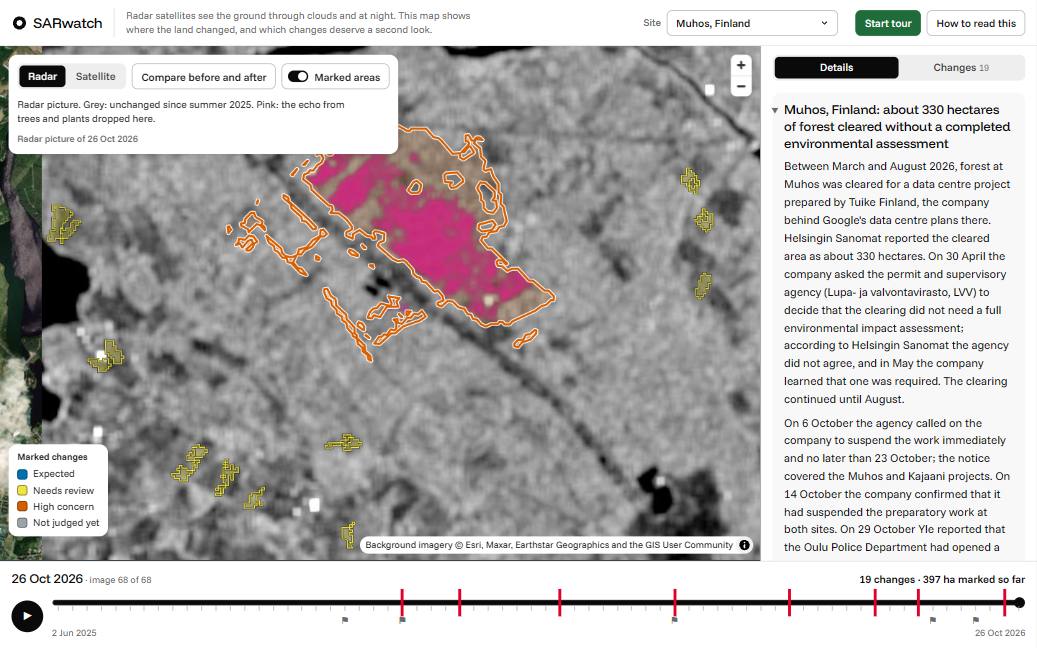 SARwatch
Radar satellites see the ground through clouds and at night. This map shows
where the land changed, and which changes deserve a second look.
Site
Muhos, Finland
Start tour
How to read this
Radar
Satellite
Compare before and after
Marked areas
Radar picture. Grey: unchanged since summer 2025. Pink: the echo from
trees and plants dropped here.
Radar picture of 26 Oct 2026
+
−
Marked changes
Expected
Needs review
High concern
Not judged yet
Background imagery © Esri, Maxar, Earthstar Geographics and the GIS User Community
Details
Changes 19
Muhos, Finland: about 330 hectares
of forest cleared without a completed
environmental assessment
Between March and August 2026, forest at
Muhos was cleared for a data centre project
prepared by Tuike Finland, the company
behind Google's data centre plans there.
Helsingin Sanomat reported the cleared
area as about 330 hectares. On 30 April the
company asked the permit and supervisory
agency (Lupa- ja valvontavirasto, LVV) to
decide that the clearing did not need a full
environmental impact assessment;
according to Helsingin Sanomat the agency
did not agree, and in May the company
learned that one was required. The clearing
continued until August.
On 6 October the agency called on the
company to suspend the work immediately
and no later than 23 October; the notice
covered the Muhos and Kajaani projects. On
14 October the company confirmed that it
had suspended the preparatory work at
both sites. On 29 October Yle reported that
the Oulu Police Department had opened a
26 Oct 2026 · image 68 of 68
19 changes · 397 ha marked so far
2 Jun 2025
26 Oct 2026